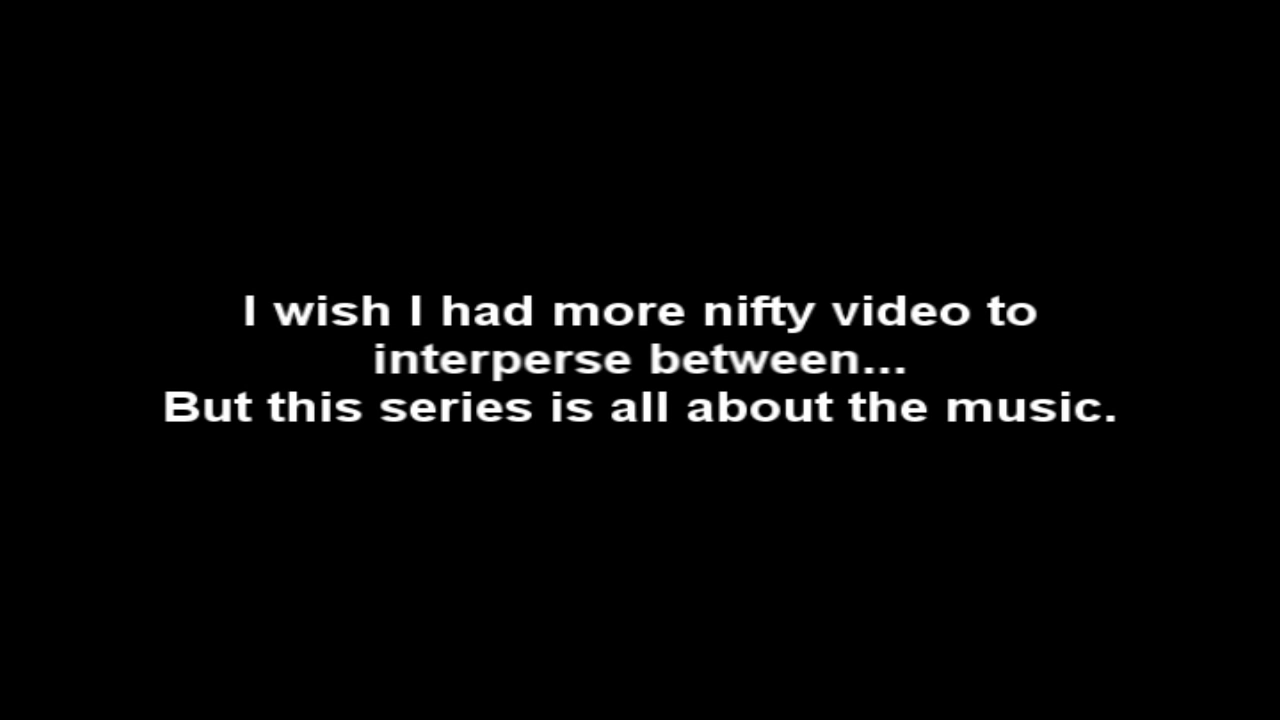 I wish I had more nifty video to
interperse between...
But this series is all about the music.